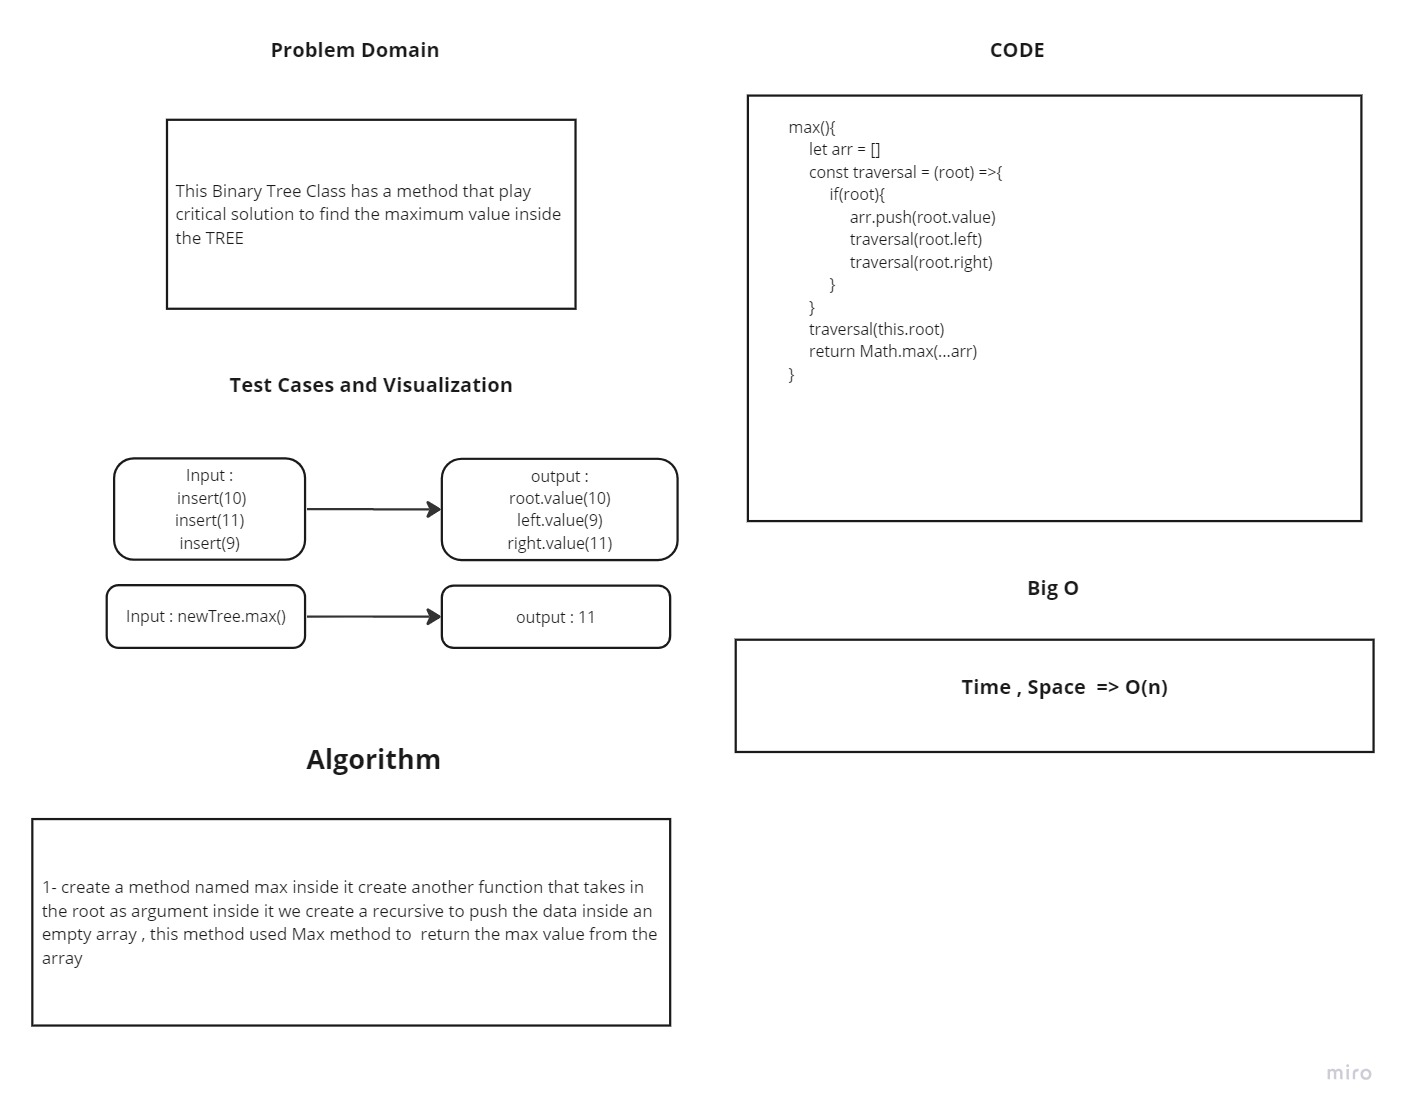 Problem Domain
This Binary Tree Class has a method that play
critical solution to find the maximum value inside
the TREE
Test Cases and Visualization
Input :
insert(10)
insert(11)
insert(9)
output :
root.value(10)
left.value(9)
right.value(11)
Input : newTree.max()
output : 11
Algorithm
1- create a method named max inside it create another function that takes in
the root as argument inside it we create a recursive to push the data inside an
empty array , this method used Max method to  return the max value from the
array
CODE
max(){
let arr = []
const traversal = (root) =>{
if(root){
arr.push(root.value)
traversal(root.left)
traversal(root.right)
}
}
traversal(this.root)
return Math.max(...arr)
}
Big O
Time , Space  => O(n)
miro